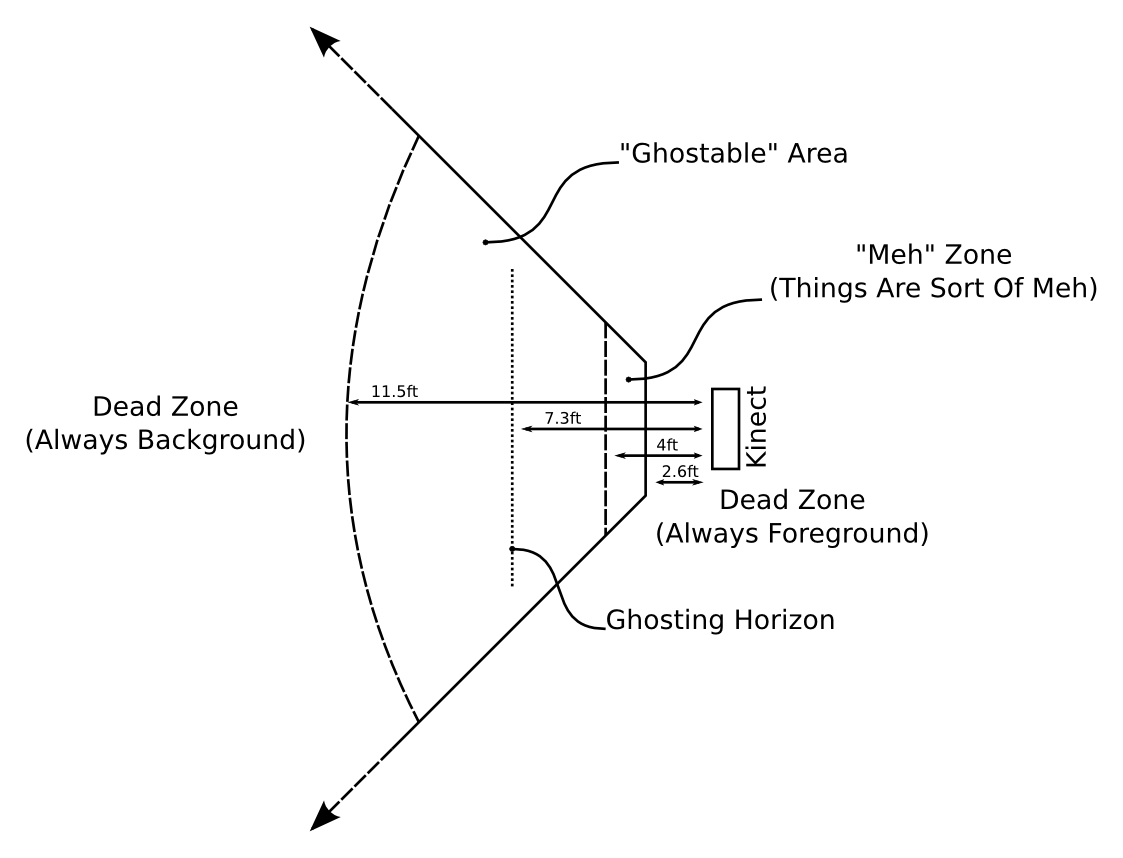 "Ghostable" Area
"Meh" Zone
(Things Are Sort Of Meh)
11.5ft
7.3ft
4ft
2.6ft
Kinect
Dead Zone
(Always Background)
Dead Zone
(Always Foreground)
Ghosting Horizon